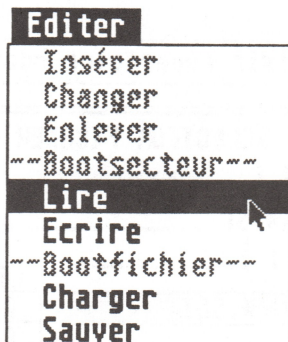 Editer
Insérer
Changer
Enlever
~~Bootsecteur~~
Lire
Ecrire
~~Bootfichier~~
Charger
Sauver